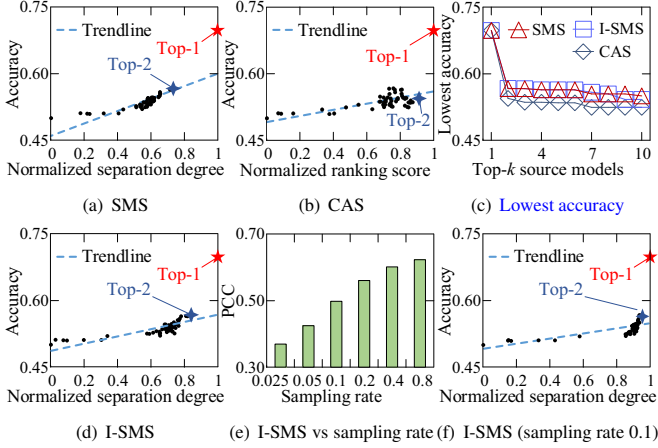 0.75
Accuracy
0.60
0.45
Trendline
Top-1
Top-2
0 0.2 0.4 0.6 0.8 1
Normalized separation degree
(a) SMS
0.75
Accuracy
0.60
0.45
Trendline
Top-1
Top-2
0 0.2 0.4 0.6 0.8 1
Normalized ranking score
(b) CAS
0.75
Lowest accuracy
0.60
0.45
SMS I-SMS
CAS
1 4 7 10
Top-k source models
(c) Lowest accuracy
0.75
Accuracy
0.60
0.45
Trendline
Top-1
Top-2
0 0.2 0.4 0.6 0.8 1
Normalized separation degree
(d) I-SMS
0.70
PCC
0.50
0.30
0.025 0.05 0.1 0.2 0.4 0.8
Sampling rate
(e) I-SMS vs sampling rate
0.75
Accuracy
0.60
0.45
Trendline
Top-1
Top-2
0 0.2 0.4 0.6 0.8 1
Normalized separation degree
(f) I-SMS (sampling rate 0.1)